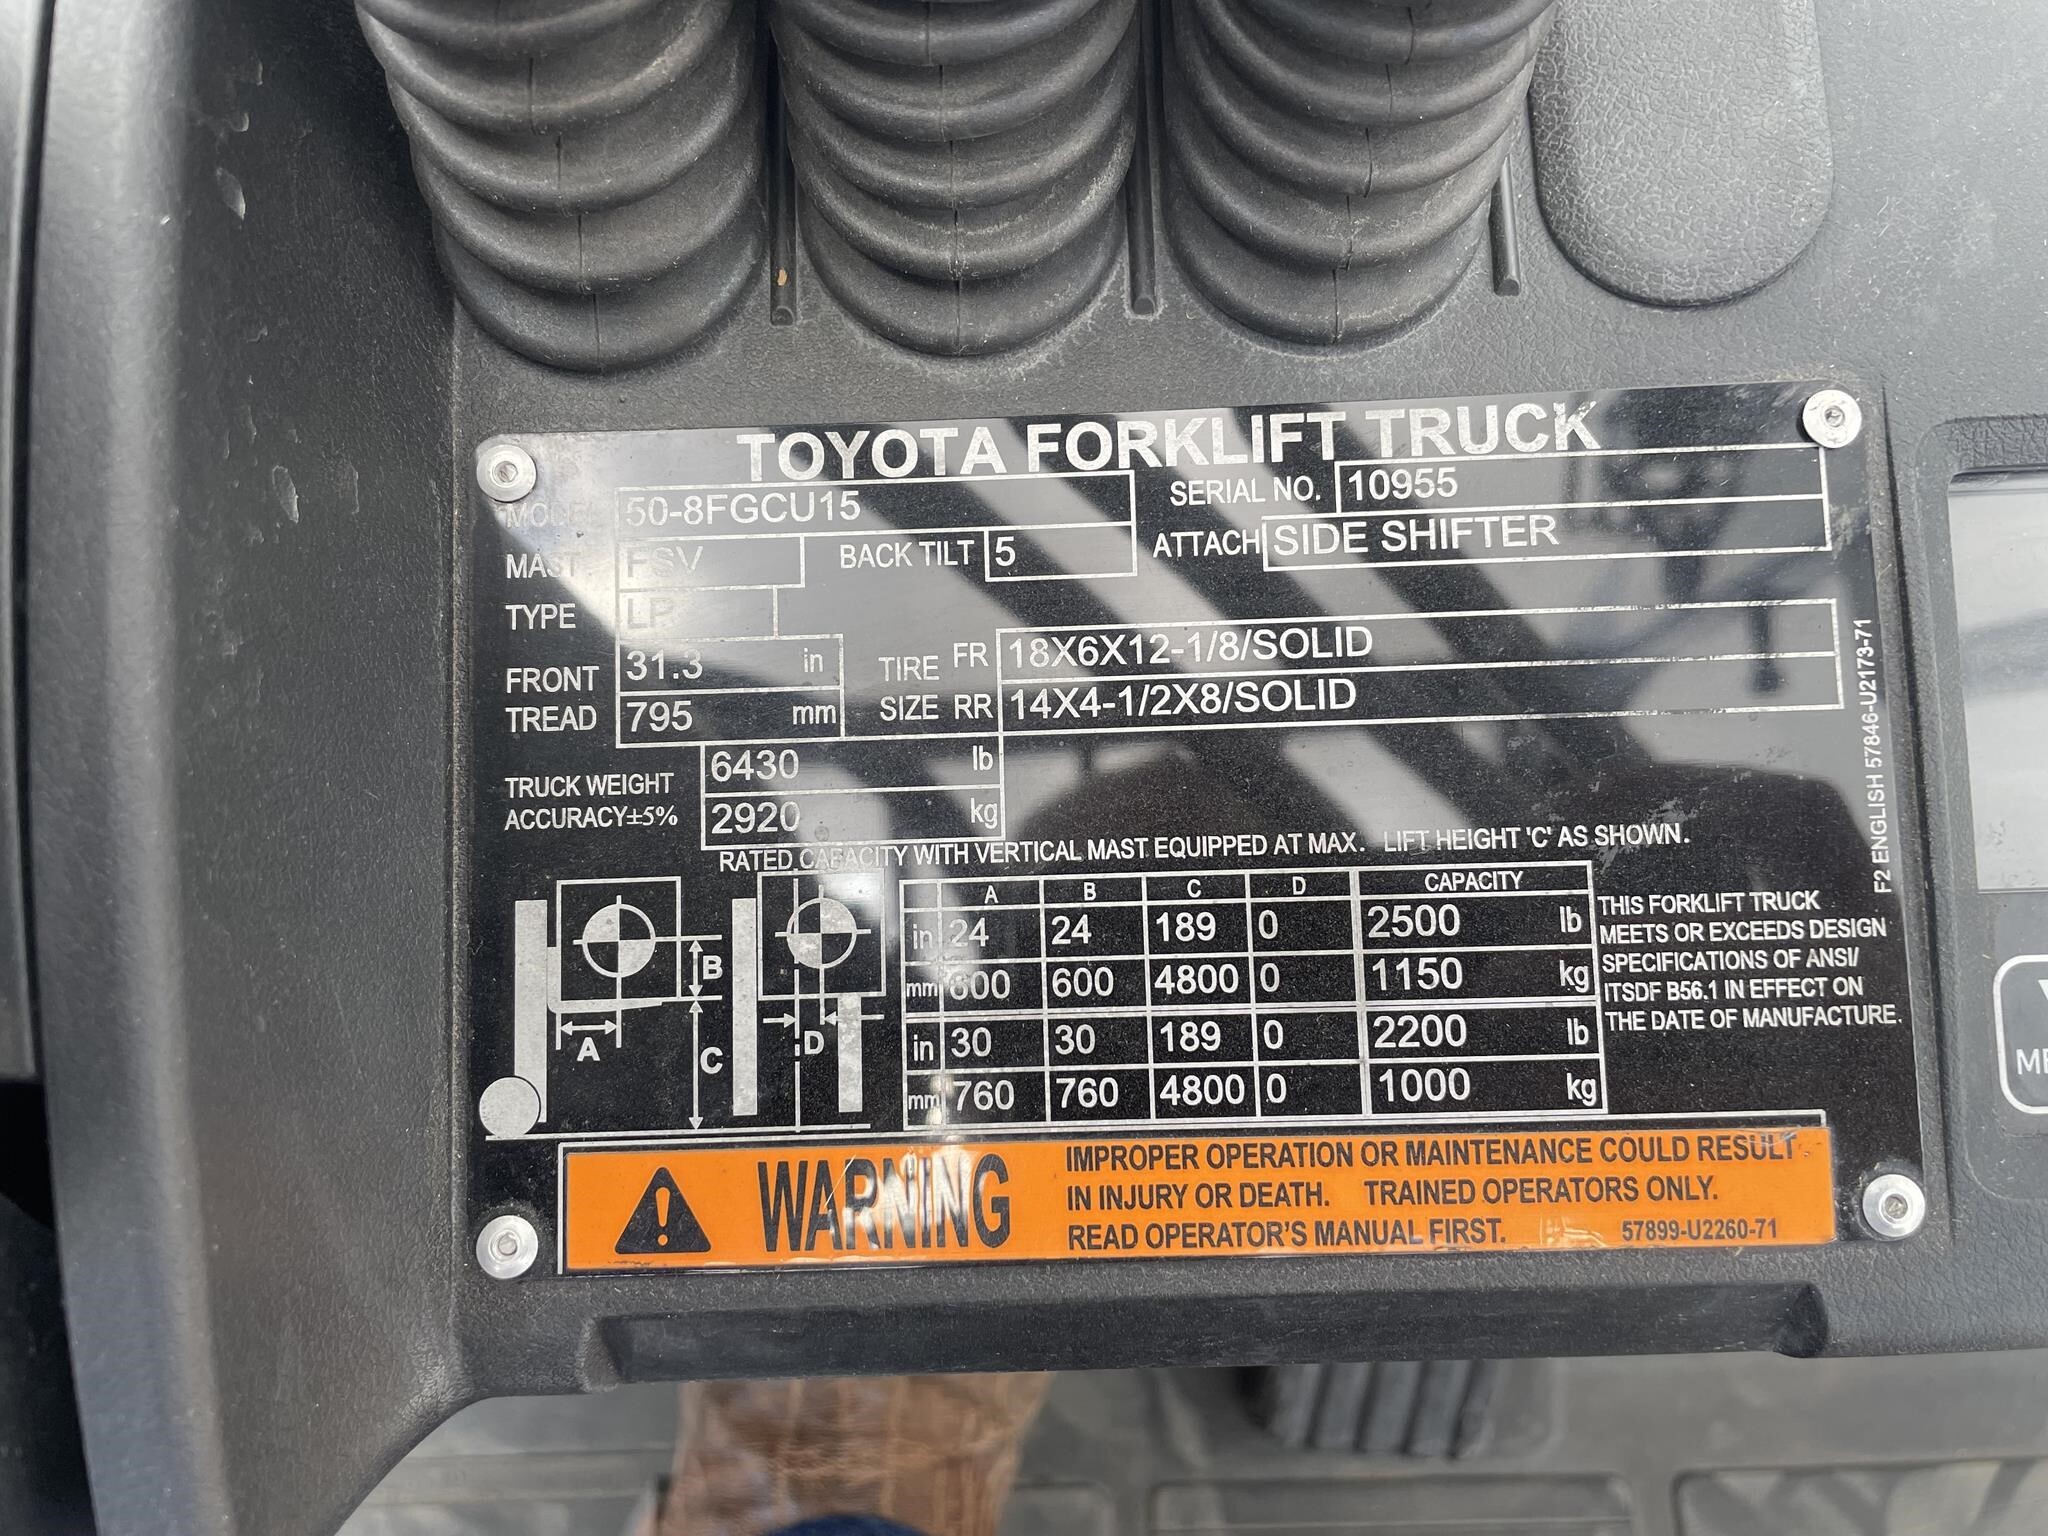 TOYOTA FORKLIFT TRUCK
MODEL 50-8FGCU15 SERIAL NO. 10955
MAST FSV BACK TILT 5 ATTACH SIDE SHIFTER
TYPE LP
FRONT TREAD 31.3 in TIRE SIZE FR 18X6X12-1/8/SOLID
795 mm RR 14X4-1/2X8/SOLID
TRUCK WEIGHT 6430 lb
ACCURACY±5% 2920 kg
RATED CAPACITY WITH VERTICAL MAST EQUIPPED AT MAX. LIFT HEIGHT 'C' AS SHOWN.
A B C D CAPACITY
in 24 24 189 0 2500 lb
mm 600 600 4800 0 1150 kg
in 30 30 189 0 2200 lb
mm 760 760 4800 0 1000 kg
A B C D
THIS FORKLIFT TRUCK
MEETS OR EXCEEDS DESIGN
SPECIFICATIONS OF ANSI/
ITSDF B56.1 IN EFFECT ON
THE DATE OF MANUFACTURE.
F2 ENGLISH 57846-U2173-71
WARNING
IMPROPER OPERATION OR MAINTENANCE COULD RESULT
IN INJURY OR DEATH. TRAINED OPERATORS ONLY.
READ OPERATOR'S MANUAL FIRST. 57899-U2260-71